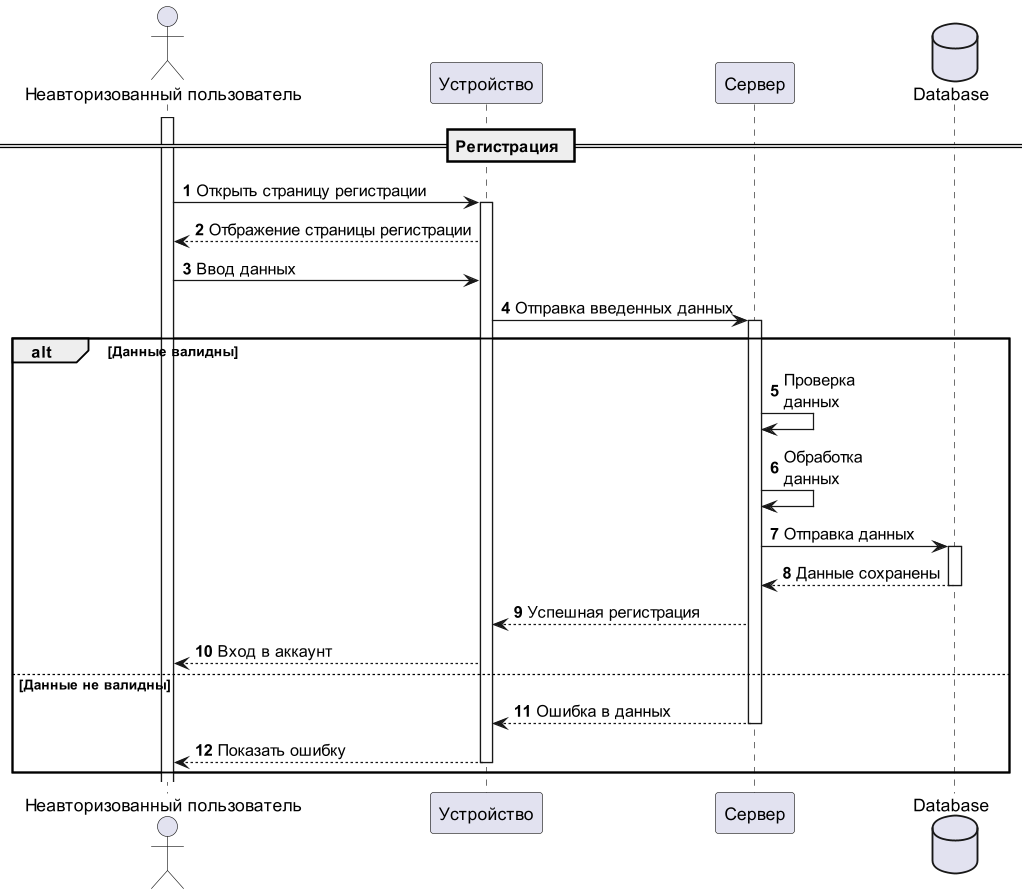 Неавторизованный пользователь
Устройство
Сервер
Database
Регистрация
1 Открыть страницу регистрации
2 Отбражение страницы регистрации
3 Ввод данных
4 Отправка введенных данных
alt [Данные валидны]
5 Проверка
данных
6 Обработка
данных
7 Отправка данных
8 Данные сохранены
9 Успешная регистрация
10 Вход в аккаунт
[Данные не валидны]
11 Ошибка в данных
12 Показать ошибку
Неавторизованный пользователь
Устройство
Сервер
Database